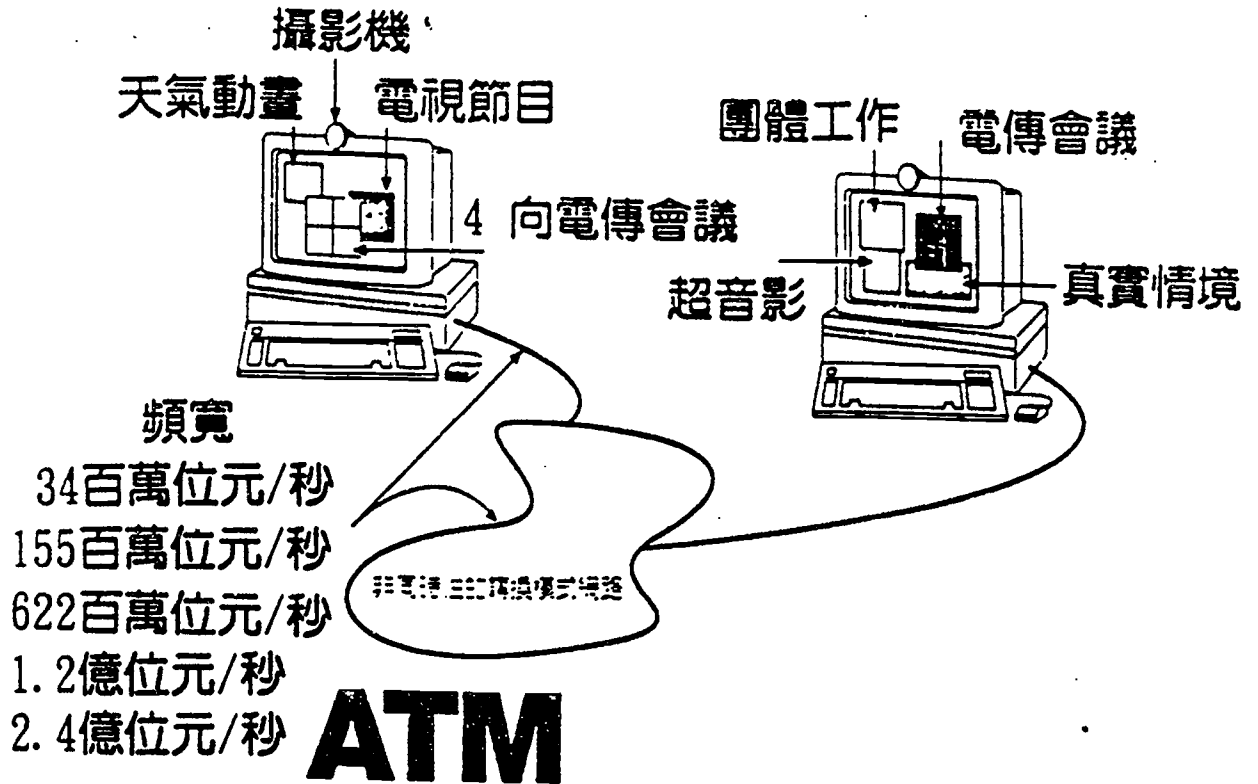 攝影機
天氣動畫
電視節目
團體工作
電傳會議
4 向電傳會議
超音影
真實情境
頻寬
34百萬位元/秒
155百萬位元/秒
622百萬位元/秒
1.2億位元/秒
2.4億位元/秒
ATM